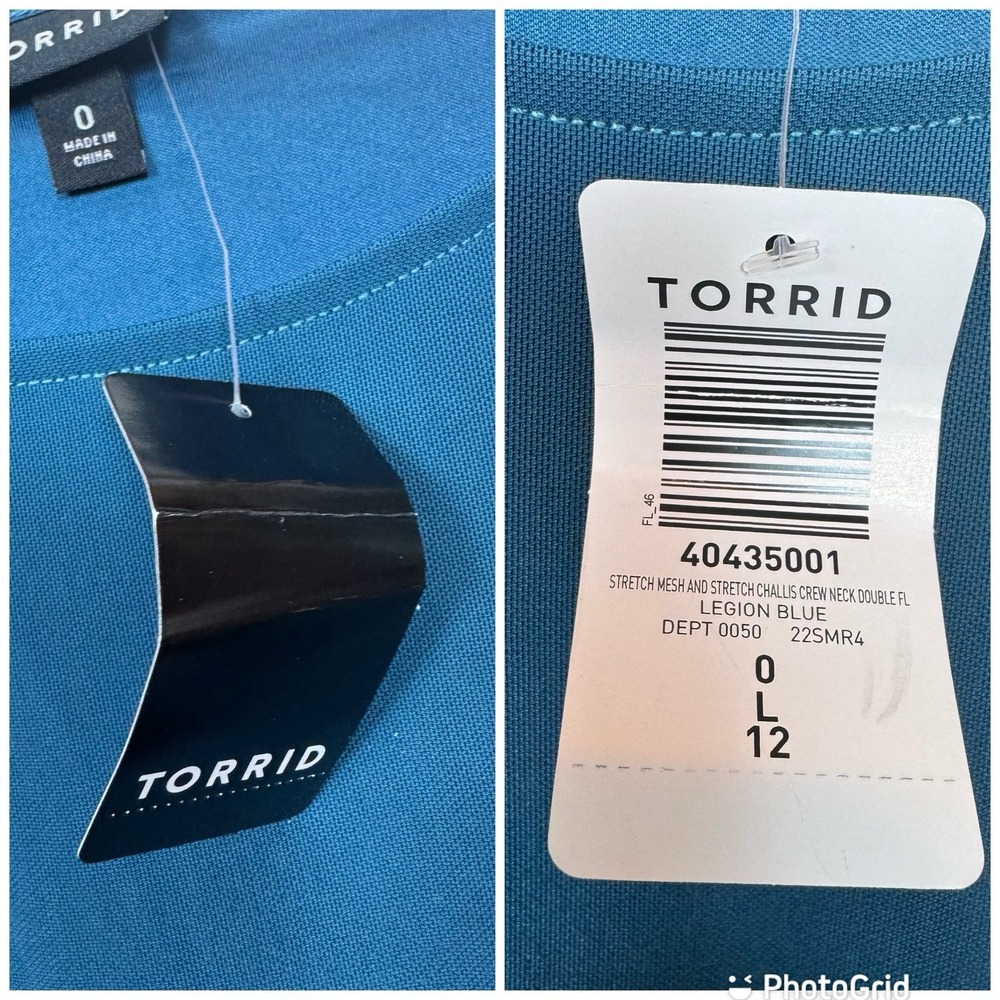 ORRID
0
MADE IN
CHINA
TORRID
TORRID
FL_46
40435001
STRETCH MESH AND STRETCH CHALLIS CREW NECK DOUBLE FL
LEGION BLUE
DEPT 0050 22SMR4
0
L
12
PhotoGrid